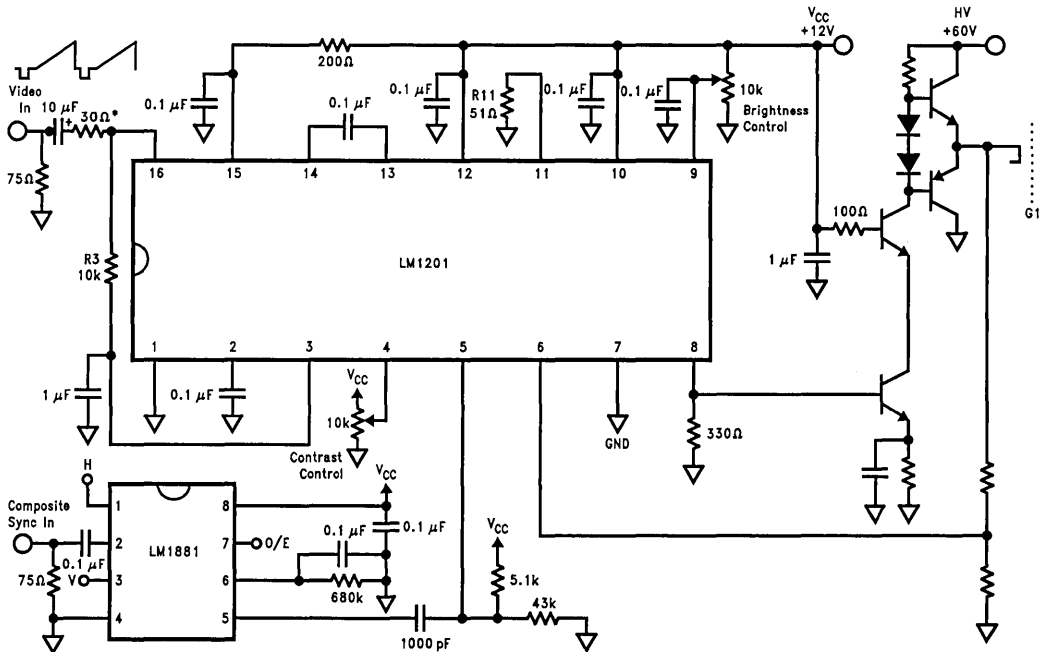 V_CC
+12V
HV
+60V
200Ω
Video
In
10 μF
+
30Ω*
0.1 μF
0.1 μF
0.1 μF
R11
51Ω
0.1 μF
0.1 μF
10k
Brightness
Control
75Ω
16
15
14
13
12
11
10
9
G1
100Ω
1 μF
R3
10k
LM1201
1
2
3
4
5
6
7
8
1 μF
0.1 μF
V_CC
10k
Contrast
Control
GND
330Ω
H
V_CC
Composite
Sync In
1
8
0.1 μF
0.1 μF
V_CC
2
LM1881
7
O/E
0.1 μF
75Ω
V
3
6
680k
5.1k
4
5
1000 pF
43k